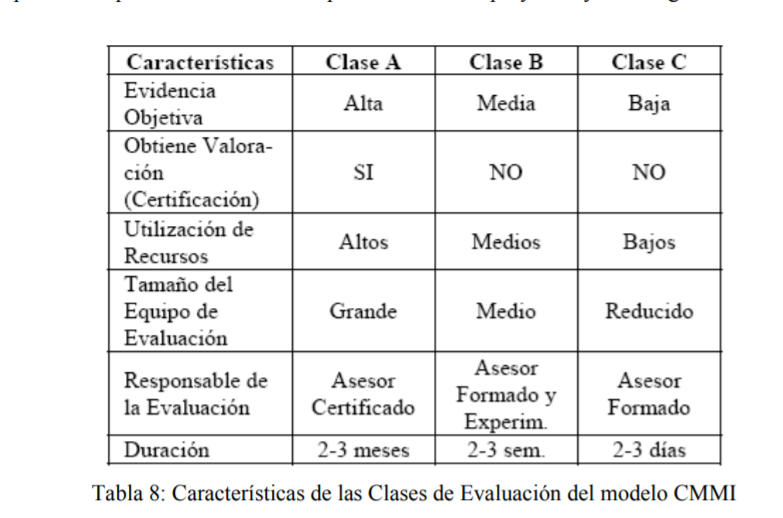 Características Clase A Clase B Clase C
Evidencia
Objetiva
Alta Media Baja
Obtiene Valora-
ción
(Certificación)
SI NO NO
Utilización de
Recursos
Altos Medios Bajos
Tamaño del
Equipo de
Evaluación
Grande Medio Reducido
Responsable de
la Evaluación
Asesor
Certificado
Asesor
Formado y
Experim.
Asesor
Formado
Duración 2-3 meses 2-3 sem. 2-3 días
Tabla 8: Características de las Clases de Evaluación del modelo CMMI